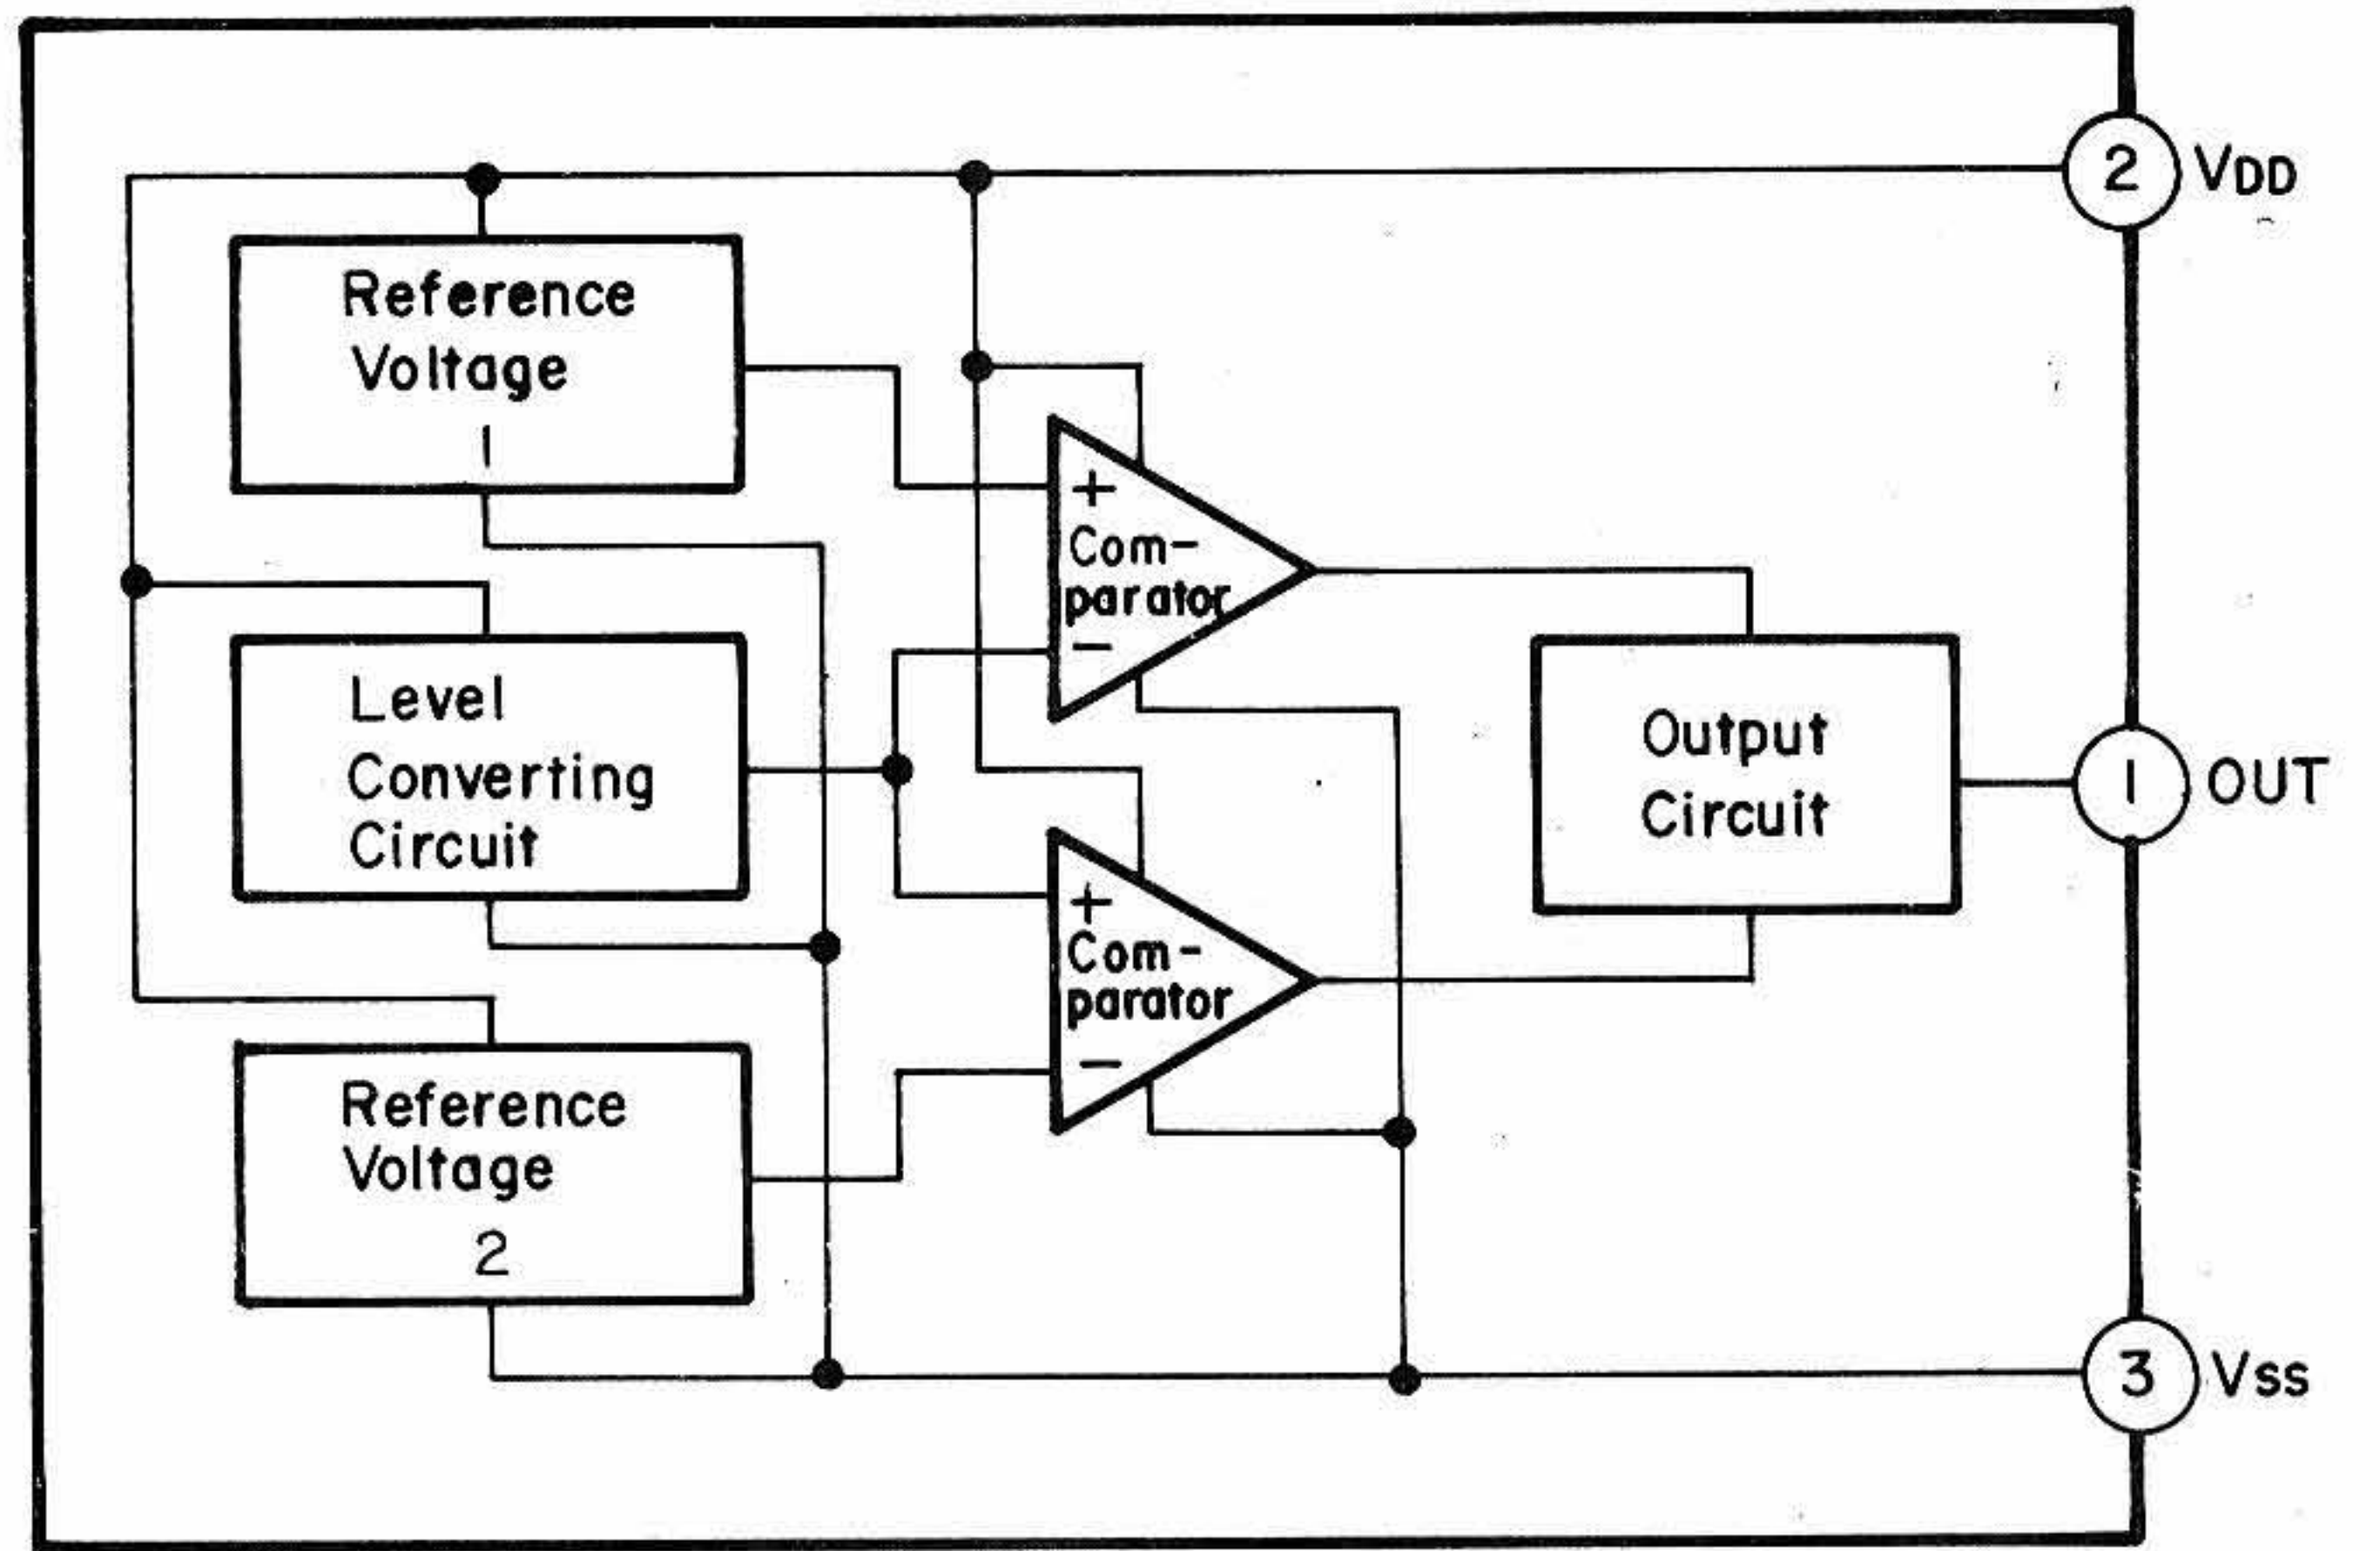 2 VDD
Reference
Voltage
1
+
Com-
parator
-
Level
Converting
Circuit
Output
Circuit
1 OUT
+
Com-
parator
-
Reference
Voltage
2
3 Vss